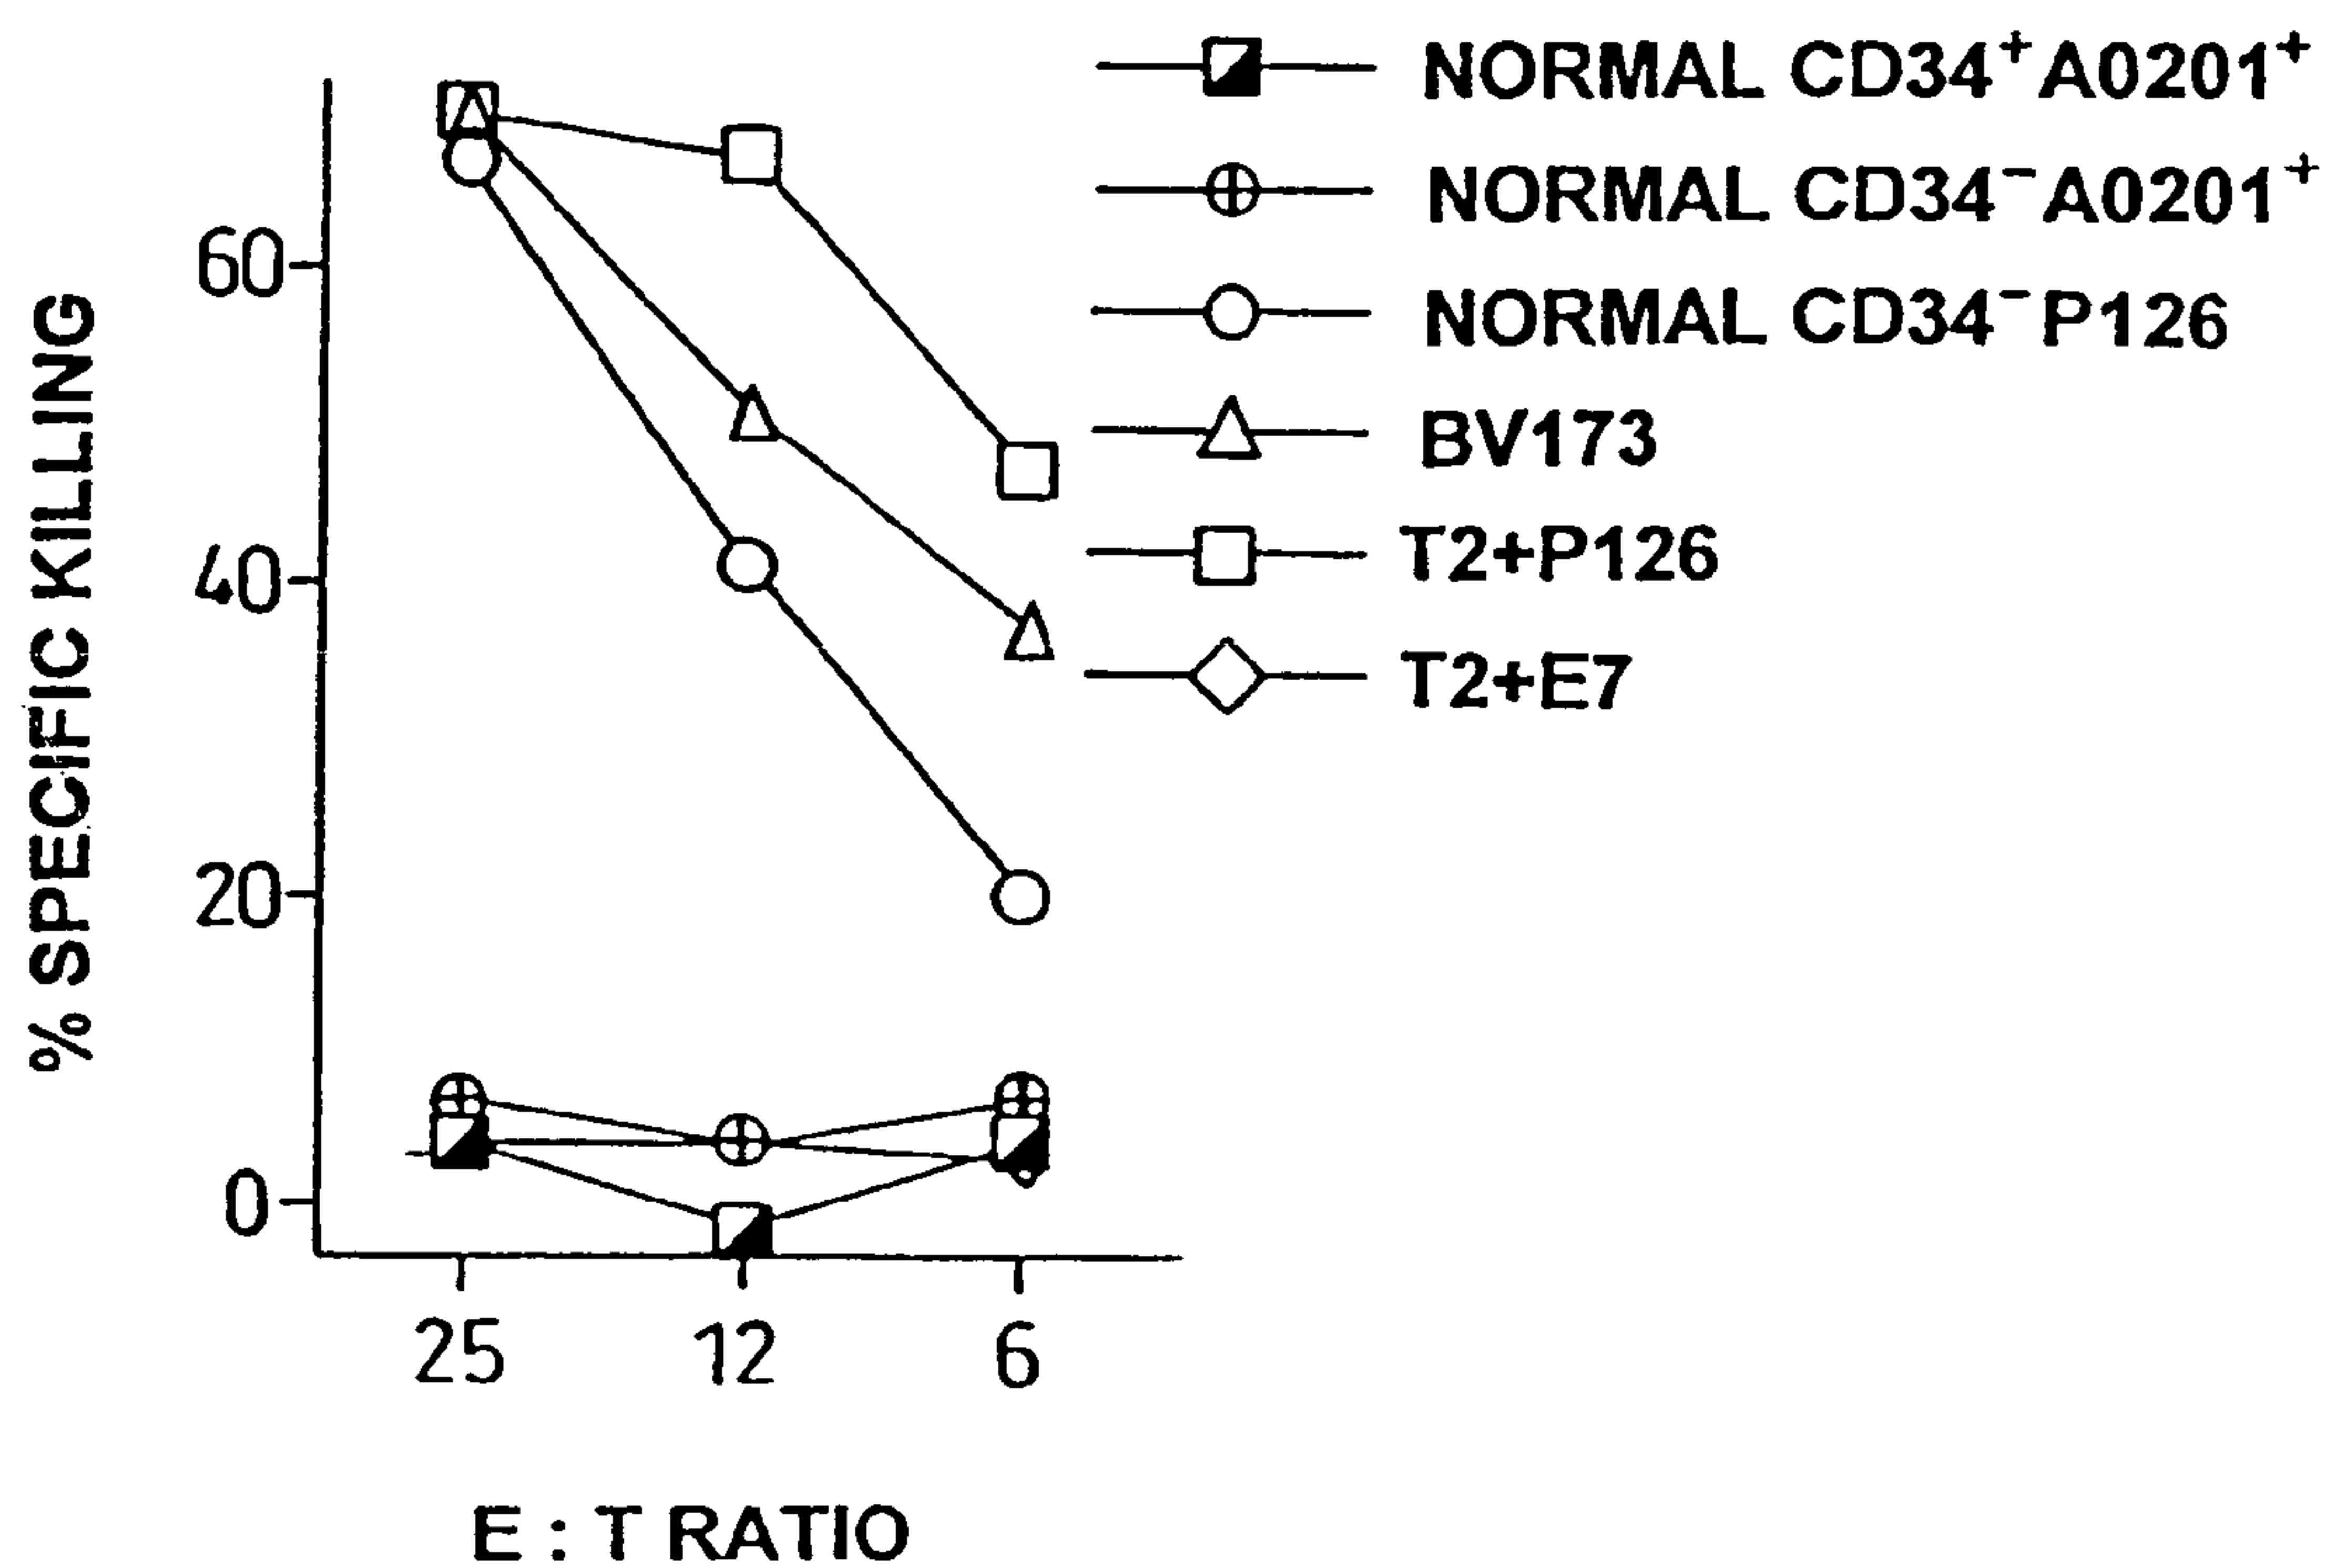 NORMAL CD34⁺A0201⁺
NORMAL CD34⁻A0201⁺
NORMAL CD34⁻P126
BV173
T2+P126
T2+E7
% SPECIFIC KILLING
60
40
20
0
25 12 6
E : T RATIO